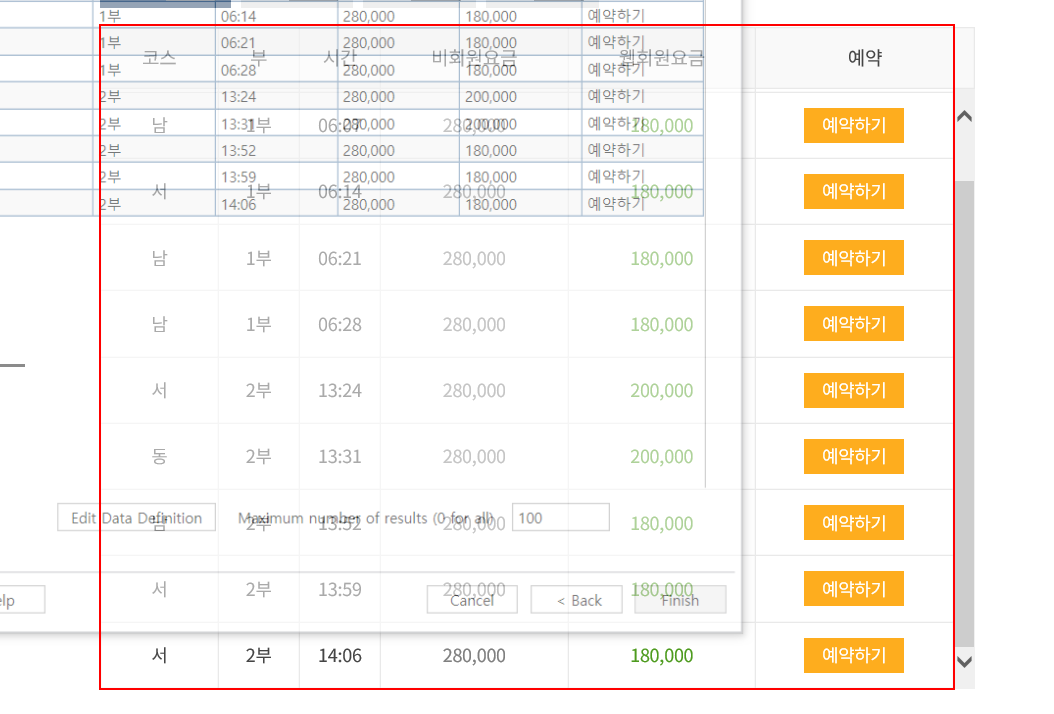 1부 06:14 280,000 180,000 예약하기
1부 06:21 280,000 180,000 예약하기
코스 부 시간 비회원요금 웹회원요금 예약
1부 06:28 280,000 180,000 예약하기
2부 13:24 280,000 200,000 예약하기
2부 13:31 280,000 200,000 예약하기
남 1부 06:07 280,000 180,000 예약하기
2부 13:52 280,000 180,000 예약하기
2부 13:59 280,000 180,000 예약하기
서 1부 06:14 280,000 180,000 예약하기
2부 14:06 280,000 180,000 예약하기
남 1부 06:21 280,000 180,000 예약하기
남 1부 06:28 280,000 180,000 예약하기
서 2부 13:24 280,000 200,000 예약하기
동 2부 13:31 280,000 200,000 예약하기
Edit Data Definition Maximum number of results (0 for all) 100
남 2부 13:52 280,000 180,000 예약하기
서 2부 13:59 280,000 180,000 예약하기
Cancel < Back Finish
서 2부 14:06 280,000 180,000 예약하기